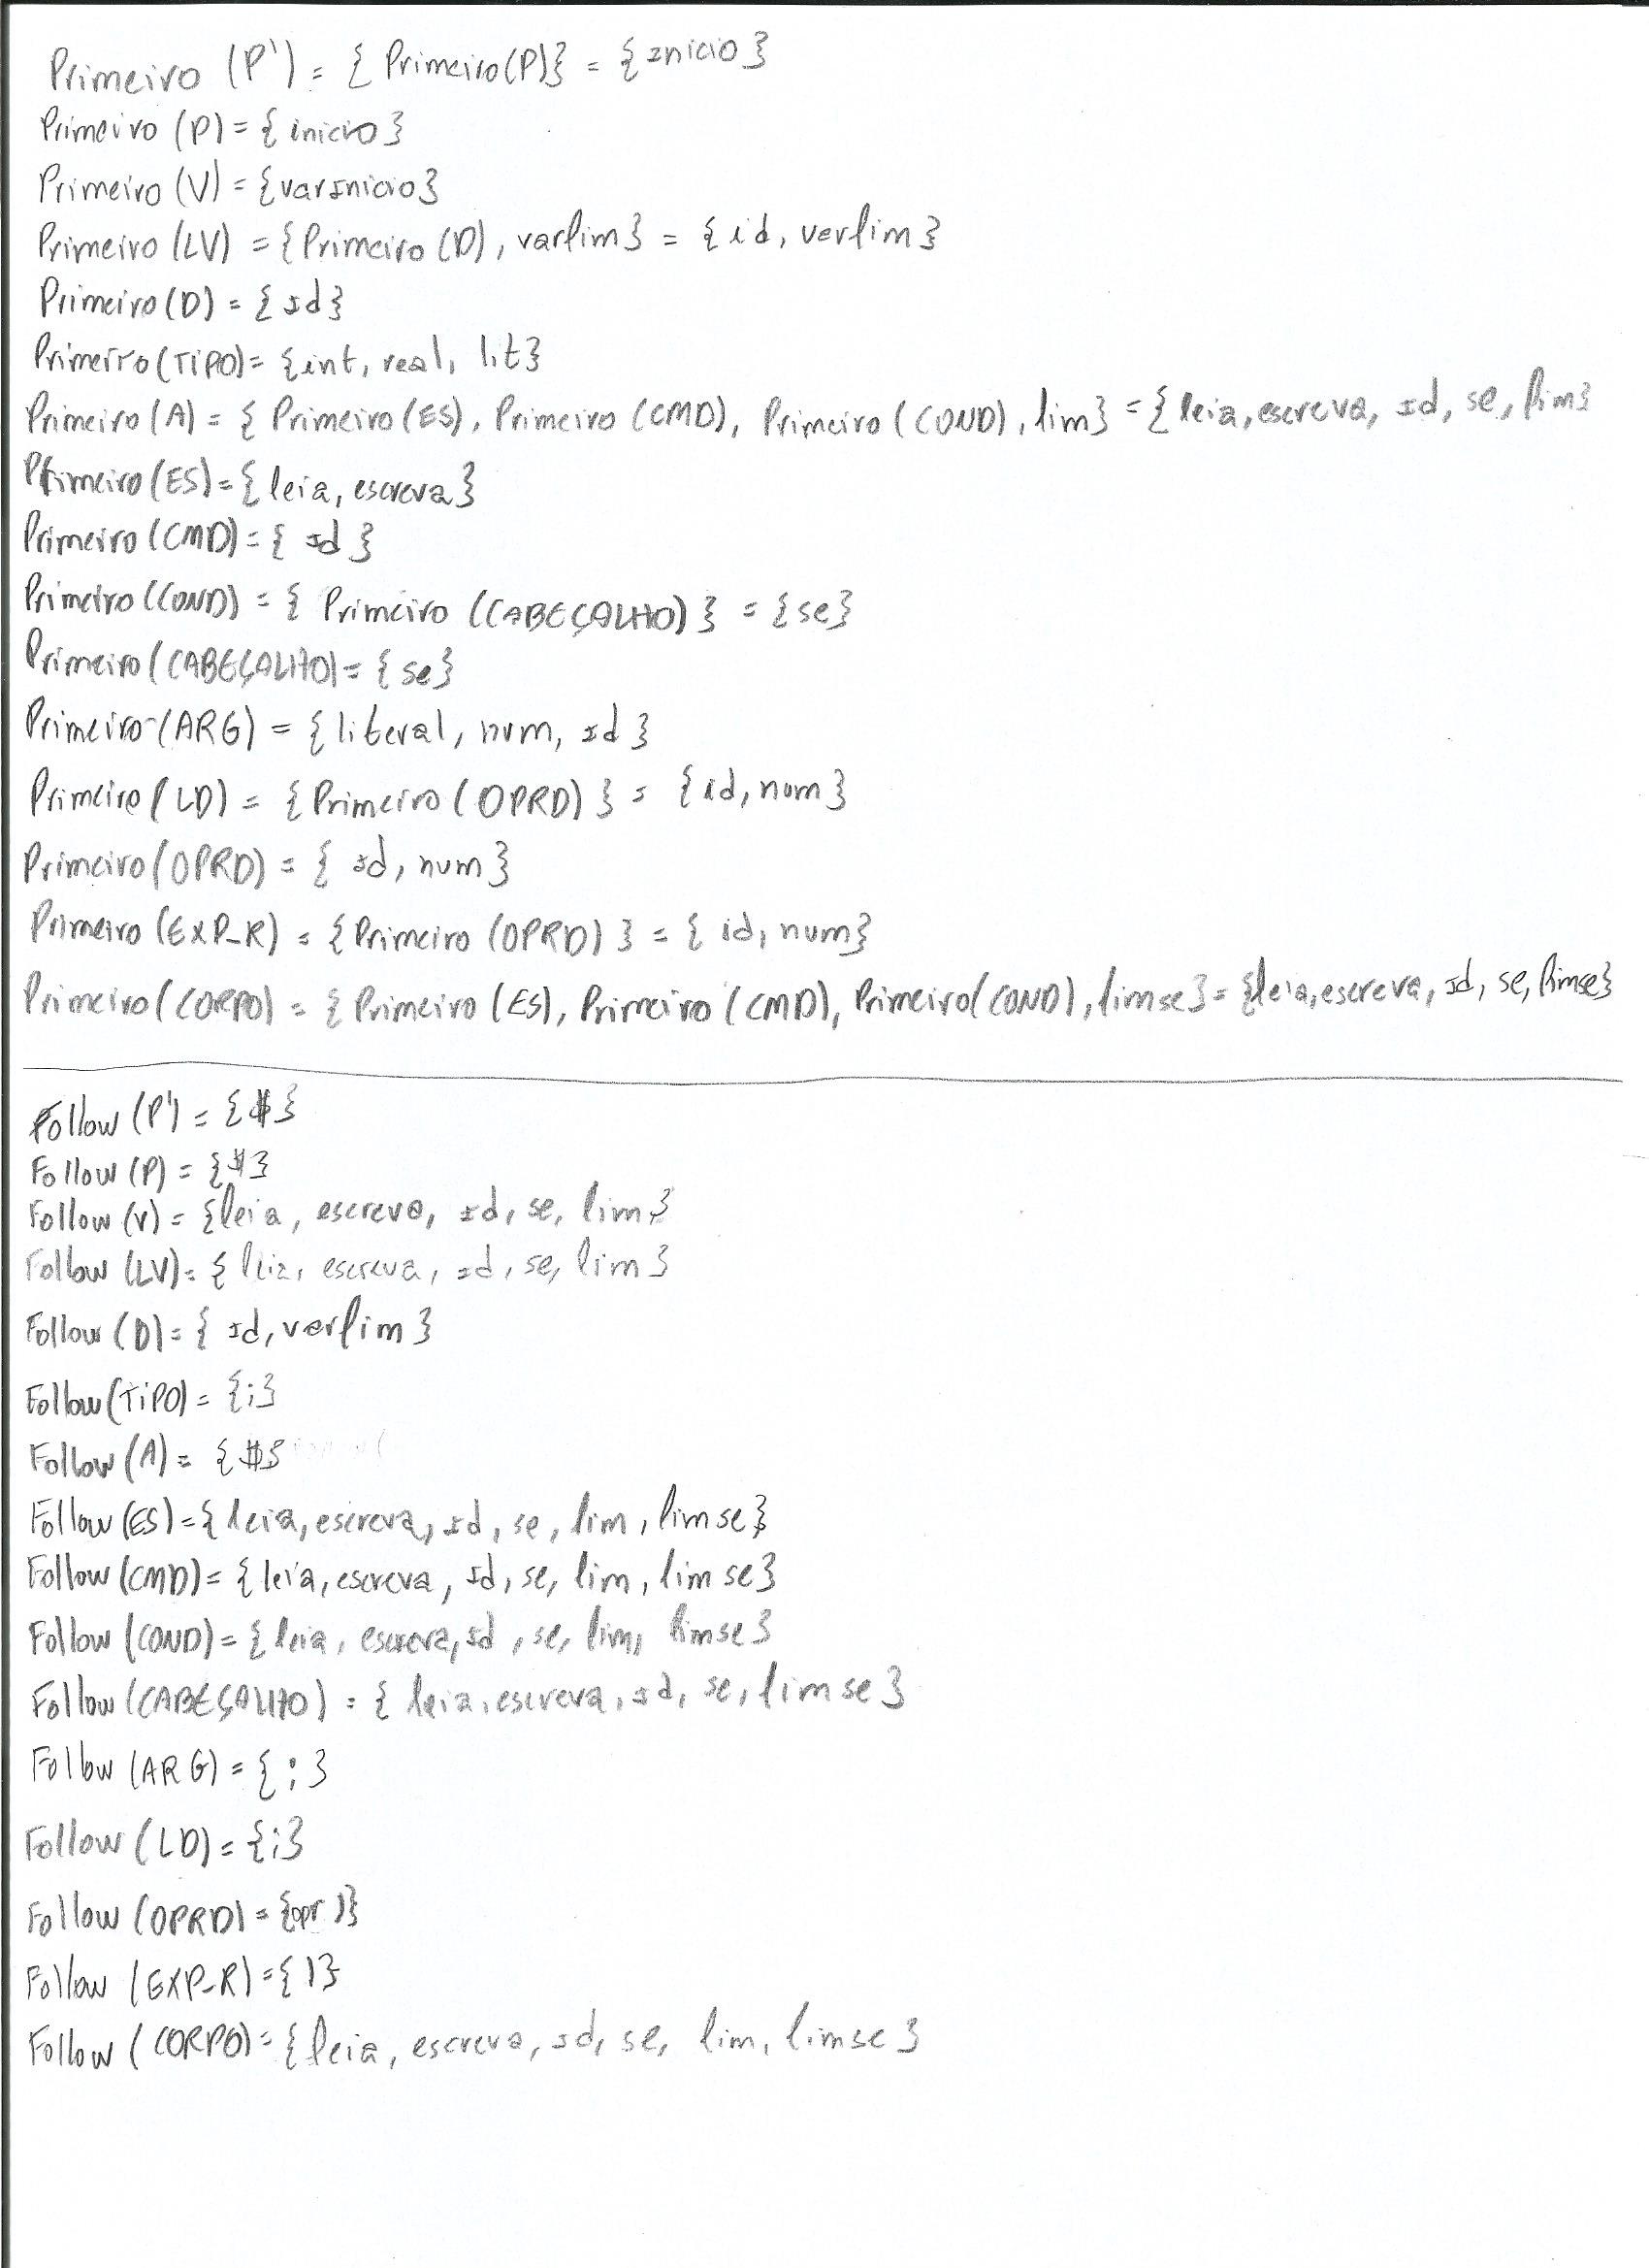 Primeiro (P') = { Primeiro(P)} = {Inicio}
Primeiro (P) = { inicio}
Primeiro (V) = {varInicio}
Primeiro (LV) = {Primeiro (D), varfim} = {id, verfim}
Primeiro (D) = { Id}
Primeiro (TiPO) = {int, real, lit}
Primeiro (A) = { Primeiro (ES), Primeiro (CMD), Primeiro (COND), fim} = {leia, escreva, Id, se, fim}
Primeiro (ES) = { leia, escreva}
Primeiro (CMD) = { Id }
Primeiro (COND) = { Primeiro (CABEÇALHO) } = {se}
Primeiro (CABEÇALHO) = { se}
Primeiro (ARG) = {literal, num, Id }
Primeiro (LD) = {Primeiro (OPRD) } = {id, num}
Primeiro (OPRD) = { Id, num}
Primeiro (EXP_R) = {Primeiro (OPRD) } = { id, num}
Primeiro (CORPO) = { Primeiro (ES), Primeiro (CMD), Primeiro (COND), fimse} = {leia, escreva, Id, se, fimse}
Follow (P') = {$}
Follow (P) = {$}
Follow (V) = {leia, escreva, Id, se, fim}
Follow (LV) = { leia, escreva, Id, se, fim}
Follow (D) = { Id, verfim }
Follow (TiPO) = {;}
Follow (A) = {$}
Follow (ES) = { leia, escreva, Id, se, fim, fimse}
Follow (CMD) = { leia, escreva, Id, se, fim, fim se}
Follow (COND) = { leia, escreva, Id, se, fim, fimse}
Follow (CABEÇALHO) = { leia, escreva, Id, se, fimse }
Follow (ARG) = { ; }
Follow (LD) = {;}
Follow (OPRD) = {opr )}
Follow (EXP_R) = { )}
Follow (CORPO) = {leia, escreva, Id, se, fim, fimse }